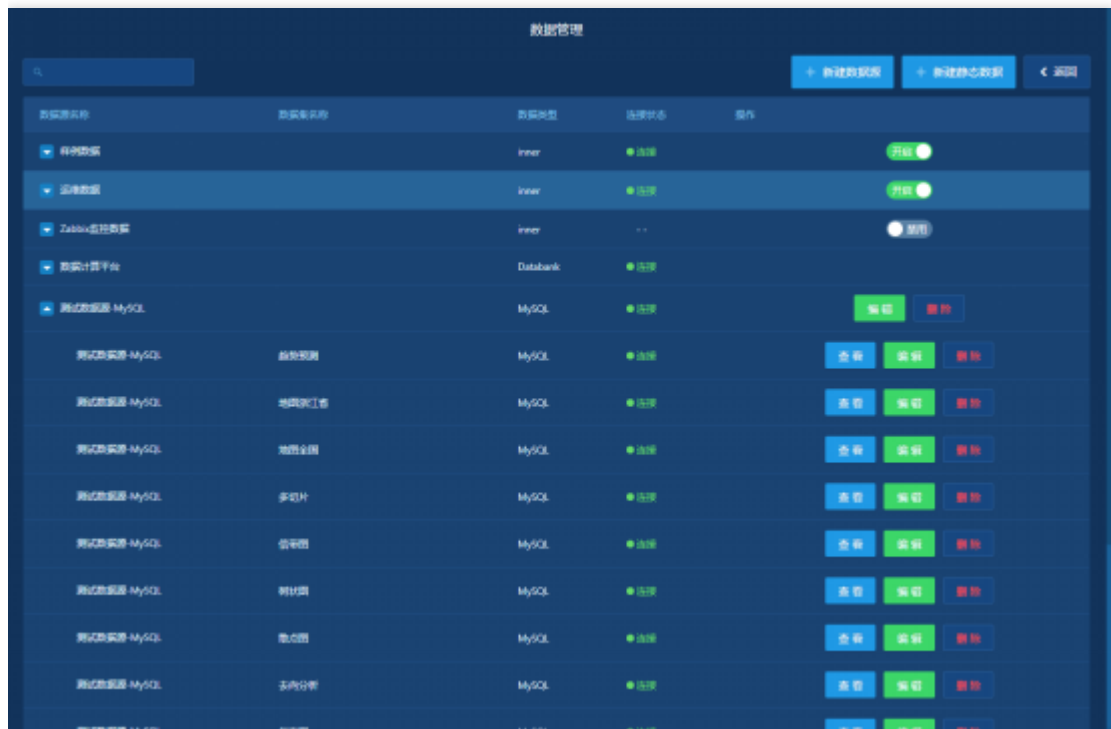 数据管理
+ 新建数据源 + 新建静态数据 < 返回
数据源名称 数据集名称 数据类型 连接状态 操作
样例数据 inner 连接 开启
运维数据 inner 连接 开启
Zabbix监控数据 inner -- 禁用
数据计算平台 Databank 连接
测试数据源-MySQL MySQL 连接 编辑 删除
测试数据源-MySQL 趋势预测 MySQL 连接 查看 编辑 删除
测试数据源-MySQL 地图浙江省 MySQL 连接 查看 编辑 删除
测试数据源-MySQL 地图全国 MySQL 连接 查看 编辑 删除
测试数据源-MySQL 多切片 MySQL 连接 查看 编辑 删除
测试数据源-MySQL MySQL 连接 查看 编辑 删除
测试数据源-MySQL 树状图 MySQL 连接 查看 编辑 删除
测试数据源-MySQL 散点图 MySQL 连接 查看 编辑 删除
测试数据源-MySQL 去向分析 MySQL 连接 查看 编辑 删除